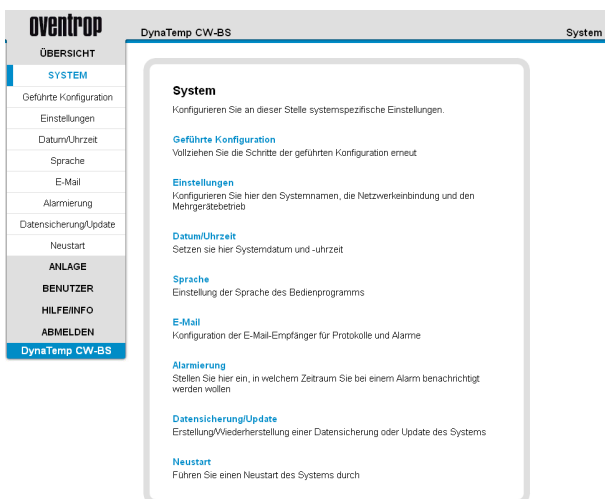 oventrop
DynaTemp CW-BS
System
ÜBERSICHT
SYSTEM
Geführte Konfiguration
Einstellungen
Datum/Uhrzeit
Sprache
E-Mail
Alarmierung
Datensicherung/Update
Neustart
ANLAGE
BENUTZER
HILFE/INFO
ABMELDEN
DynaTemp CW-BS
System
Konfigurieren Sie an dieser Stelle systemspezifische Einstellungen.
Geführte Konfiguration
Vollziehen Sie die Schritte der geführten Konfiguration erneut
Einstellungen
Konfigurieren Sie hier den Systemnamen, die Netzwerkeinbindung und den
Mehrgerätebetrieb
Datum/Uhrzeit
Setzen sie hier Systemdatum und -uhrzeit
Sprache
Einstellung der Sprache des Bedienprogramms
E-Mail
Konfiguration der E-Mail-Empfänger für Protokolle und Alarme
Alarmierung
Stellen Sie hier ein, in welchem Zeitraum Sie bei einem Alarm benachrichtigt
werden wollen
Datensicherung/Update
Erstellung/Wiederherstellung einer Datensicherung oder Update des Systems
Neustart
Führen Sie einen Neustart des Systems durch